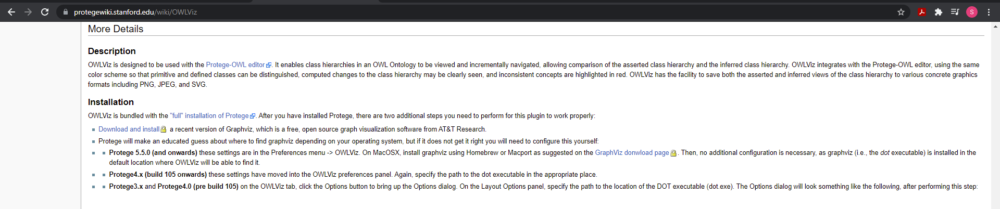 protegewiki.stanford.edu/wiki/OWLViz
S
More Details
Description
OWLViz is designed to be used with the Protege-OWL editor. It enables class hierarchies in an OWL Ontology to be viewed and incrementally navigated, allowing comparison of the asserted class hierarchy and the inferred class hierarchy. OWLViz integrates with the Protege-OWL editor, using the same
color scheme so that primitive and defined classes can be distinguished, computed changes to the class hierarchy may be clearly seen, and inconsistent concepts are highlighted in red. OWLViz has the facility to save both the asserted and inferred views of the class hierarchy to various concrete graphics
formats including PNG, JPEG, and SVG.
Installation
OWLViz is bundled with the "full" installation of Protege. After you have installed Protege, there are two additional steps you need to perform for this plugin to work properly:
Download and install a recent version of Graphviz, which is a free, open source graph visualization software from AT&T Research.
Protege will make an educated guess about where to find graphviz depending on your operating system, but if it does not get it right you will need to configure this yourself:
Protege 5.5.0 (and onwards) these settings are in the Preferences menu -> OWLViz. On MacOSX, install graphviz using Homebrew or Macport as suggested on the GraphViz donwload page. Then, no additional configuration is necessary, as graphviz (i.e., the dot executable) is installed in the
default location where OWLViz will be able to find it.
Protege4.x (build 105 onwards) these settings have moved into the OWLViz preferences panel. Again, specify the path to the dot executable in the appropriate place.
Protege3.x and Protege4.0 (pre build 105) on the OWLViz tab, click the Options button to bring up the Options dialog. On the Layout Options panel, specify the path to the location of the DOT executable (dot.exe). The Options dialog will look something like the following, after performing this step: